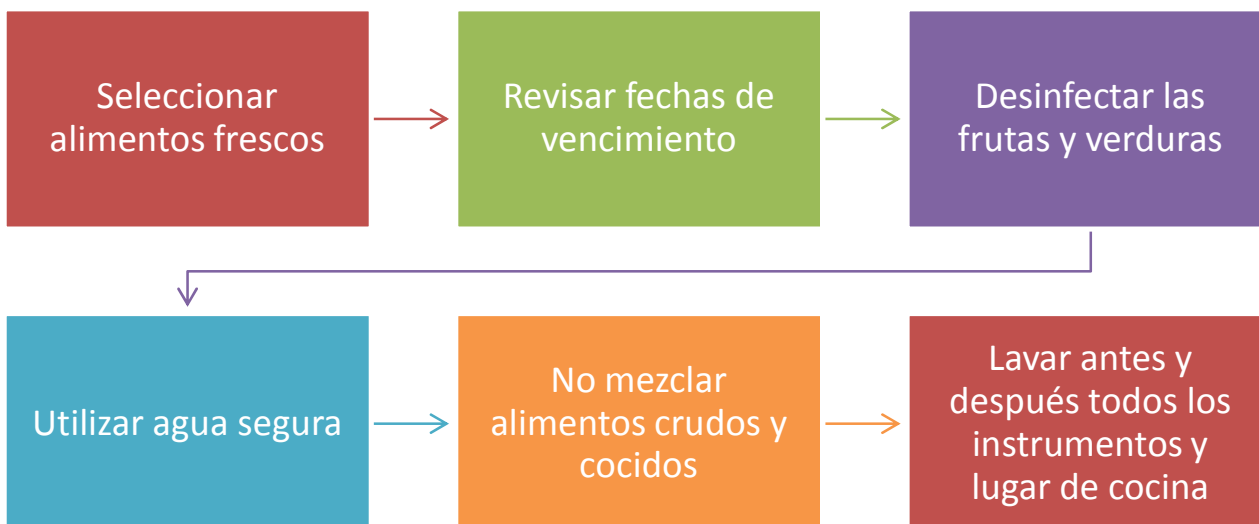 Seleccionar
alimentos frescos
Revisar fechas de
vencimiento
Desinfectar las
frutas y verduras
Utilizar agua segura
No mezclar
alimentos crudos y
cocidos
Lavar antes y
después todos los
instrumentos y
lugar de cocina